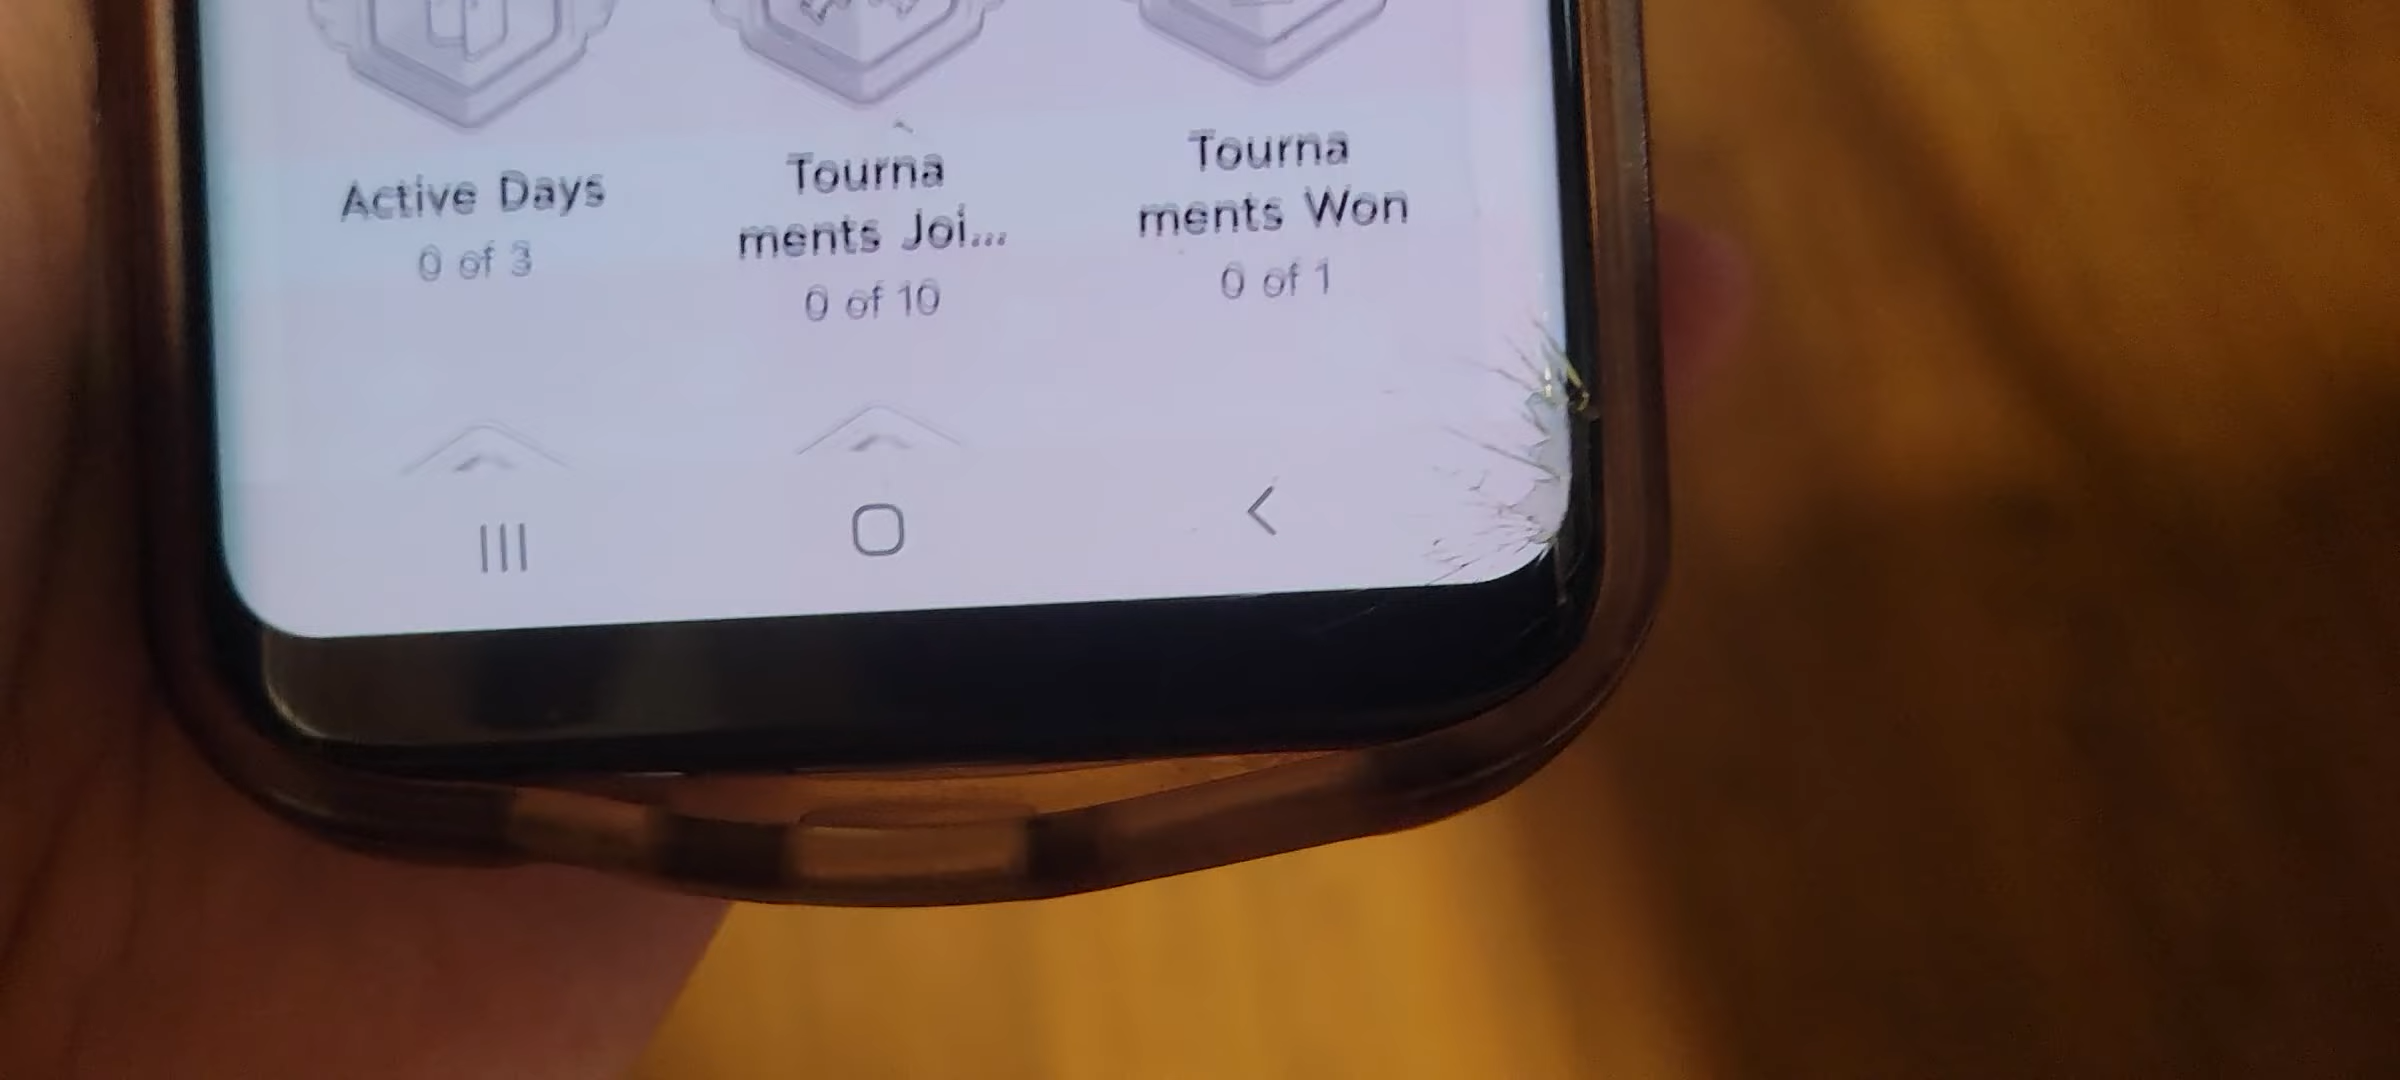 Active Days
0 of 3
Tourna
ments Joi...
0 of 10
Tourna
ments Won
0 of 1